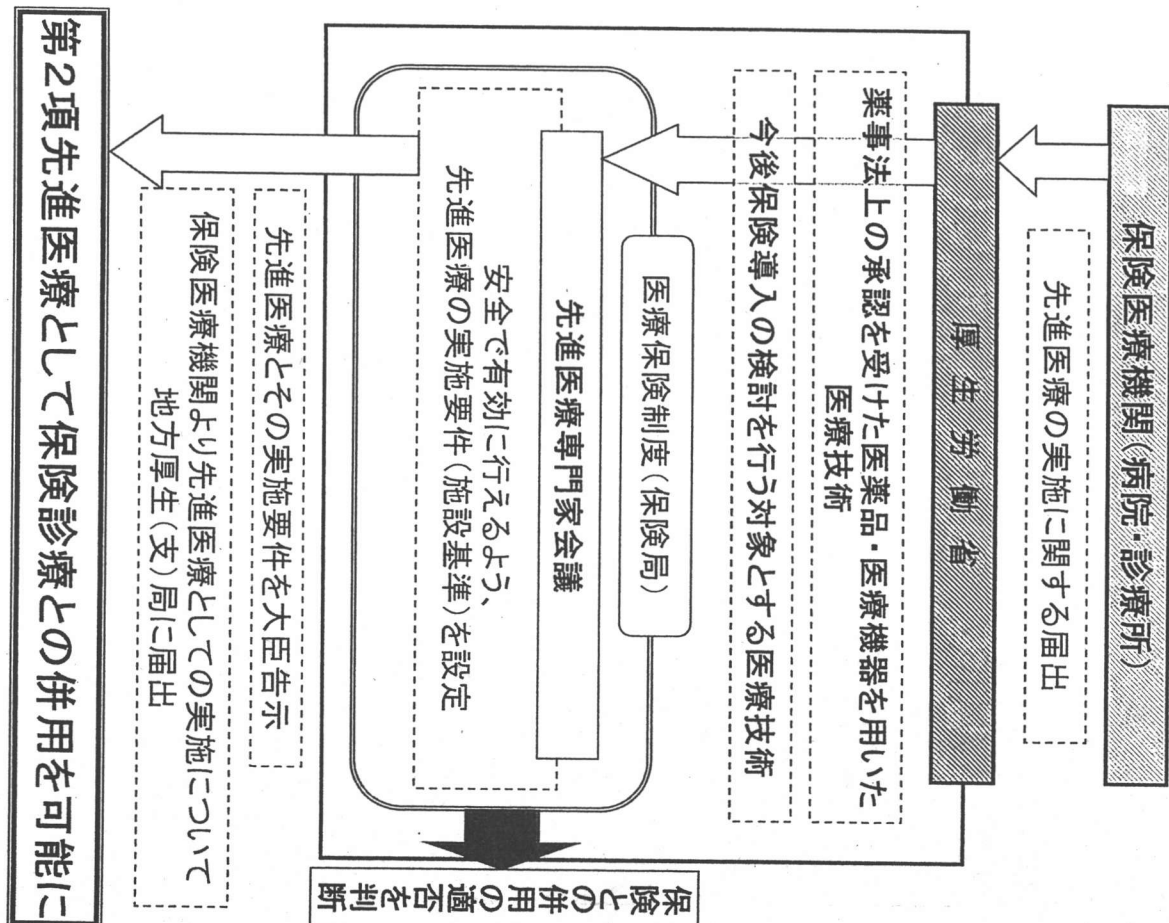 保険医療機関(病院・診療所)
先進医療の実施に関する届出
厚生労働省
薬事法上の承認を受けた医薬品・医療機器を用いた
医療技術
今後保険導入の検討を行う対象とする医療技術
医療保険制度(保険局)
先進医療専門家会議
安全で有効に行えるよう、
先進医療の実施要件(施設基準)を設定
保険との併用の適否を判断
先進医療とその実施要件を大臣告示
保険医療機関より先進医療としての実施について
地方厚生(支)局に届出
第2項先進医療として保険診療との併用を可能に